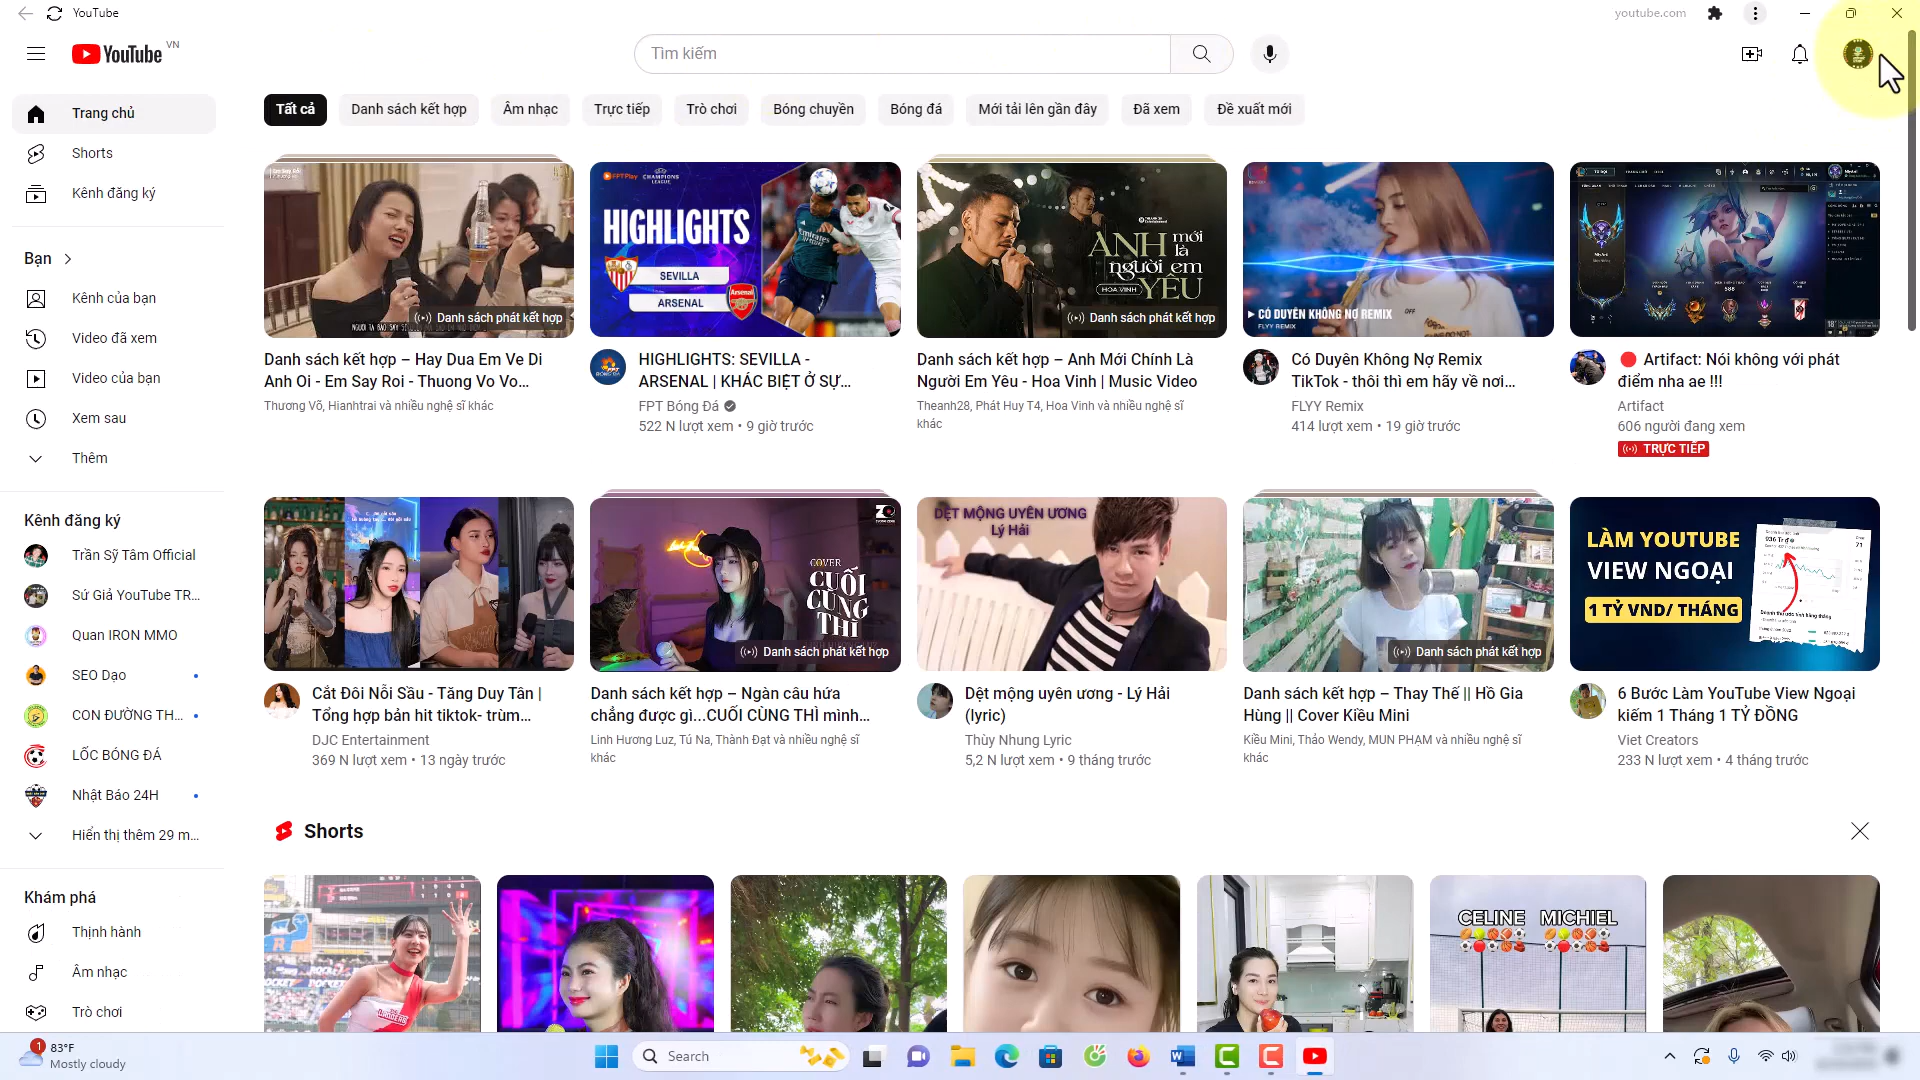 YouTube
youtube.com
YouTube VN
Tìm kiếm
Trang chủ
Shorts
Kênh đăng ký
Bạn
Kênh của bạn
Video đã xem
Video của bạn
Xem sau
Thêm
Kênh đăng ký
Trần Sỹ Tâm Official
Sứ Giả YouTube TR...
Quan IRON MMO
SEO Dạo
CON ĐƯỜNG TH...
LỐC BÓNG ĐÁ
Nhật Báo 24H
Hiển thị thêm 29 m...
Khám phá
Thịnh hành
Âm nhạc
Trò chơi
Tất cả
Danh sách kết hợp
Âm nhạc
Trực tiếp
Trò chơi
Bóng chuyền
Bóng đá
Mới tải lên gần đây
Đã xem
Đề xuất mới
Danh sách phát kết hợp
Danh sách kết hợp – Hay Dua Em Ve Di
Anh Oi - Em Say Roi - Thuong Vo Vo...
Thương Võ, Hianhtrai và nhiều nghệ sĩ khác
FPT Play
CHAMPIONS
LEAGUE
HIGHLIGHTS
SEVILLA
ARSENAL
HIGHLIGHTS: SEVILLA -
ARSENAL | KHÁC BIỆT Ở SỰ...
FPT Bóng Đá
522 N lượt xem • 9 giờ trước
ANH mới
là
người em
YÊU
HOA VINH
Danh sách phát kết hợp
Danh sách kết hợp – Anh Mới Chính Là
Người Em Yêu - Hoa Vinh | Music Video
Theanh28, Phát Huy T4, Hoa Vinh và nhiều nghệ sĩ
khác
CÓ DUYÊN KHÔNG NỢ REMIX
FLYY REMIX
Có Duyên Không Nợ Remix
TikTok - thôi thì em hãy về nơi...
FLYY Remix
414 lượt xem • 19 giờ trước
Artifact: Nói không với phát
điểm nha ae !!!
Artifact
606 người đang xem
TRỰC TIẾP
Cắt Đôi Nỗi Sầu - Tăng Duy Tân |
Tổng hợp bản hit tiktok- trùm...
DJC Entertainment
369 N lượt xem • 13 ngày trước
COVER
CUỐI
CÙNG
THÌ
Danh sách phát kết hợp
Danh sách kết hợp – Ngàn câu hứa
chẳng được gì...CUỐI CÙNG THÌ mình...
Linh Hương Luz, Tú Na, Thành Đạt và nhiều nghệ sĩ
khác
DỆT MỘNG UYÊN ƯƠNG
Lý Hải
Dệt mộng uyên ương - Lý Hải
(lyric)
Thùy Nhung Lyric
5,2 N lượt xem • 9 tháng trước
Danh sách phát kết hợp
Danh sách kết hợp – Thay Thế || Hồ Gia
Hùng || Cover Kiều Mini
Kiều Mini, Thảo Wendy, MUN PHẠM và nhiều nghệ sĩ
khác
LÀM YOUTUBE
VIEW NGOẠI
1 TỶ VND/ THÁNG
936 Tr ₫
71
6 Bước Làm YouTube View Ngoại
kiếm 1 Tháng 1 TỶ ĐỒNG
Viet Creators
233 N lượt xem • 4 tháng trước
Shorts
CELINE MICHIEL
1
83°F
Mostly cloudy
Search